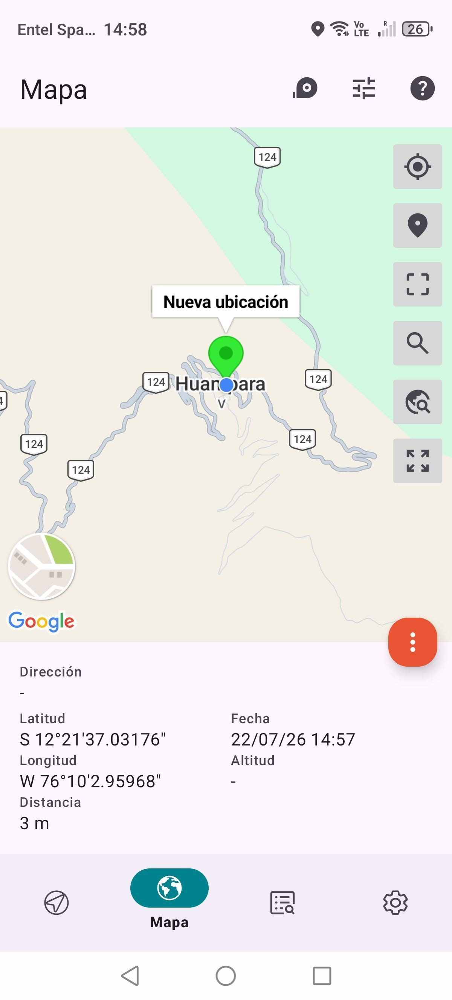 Entel Spa... 14:58
Vo
LTE
R
26
Mapa
124
Nueva ubicación
124
124
4
V
124
124
124
Google
Dirección
-
Latitud
Fecha
S 12°21'37.03176"
22/07/26 14:57
Longitud
Altitud
W 76°10'2.95968"
-
Distancia
3 m
Mapa